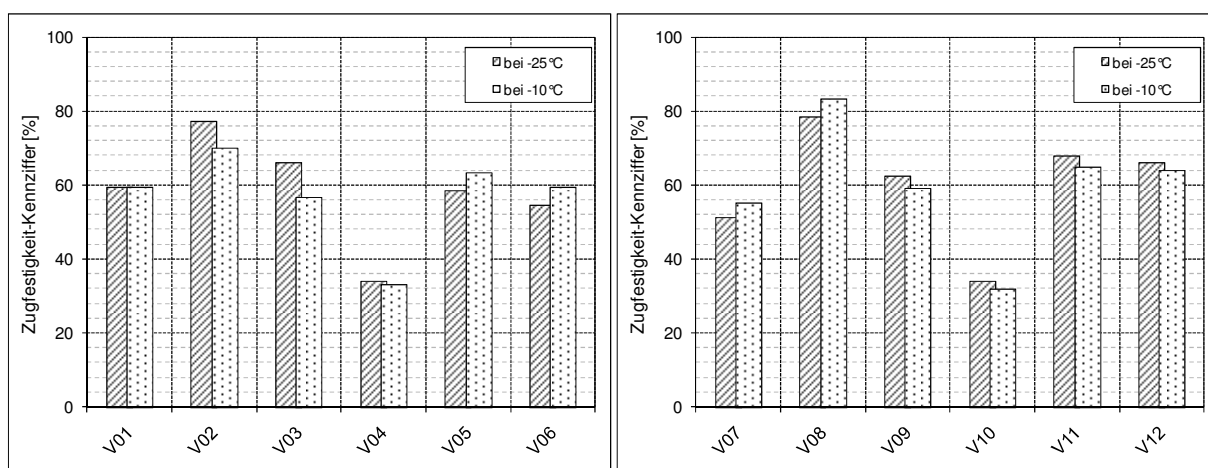 Zugfestigkeit-Kennziffer [%]
100
80
60
40
20
0
bei -25°C
bei -10°C
V01 V02 V03 V04 V05 V06
Zugfestigkeit-Kennziffer [%]
100
80
60
40
20
0
bei -25°C
bei -10°C
V07 V08 V09 V10 V11 V12